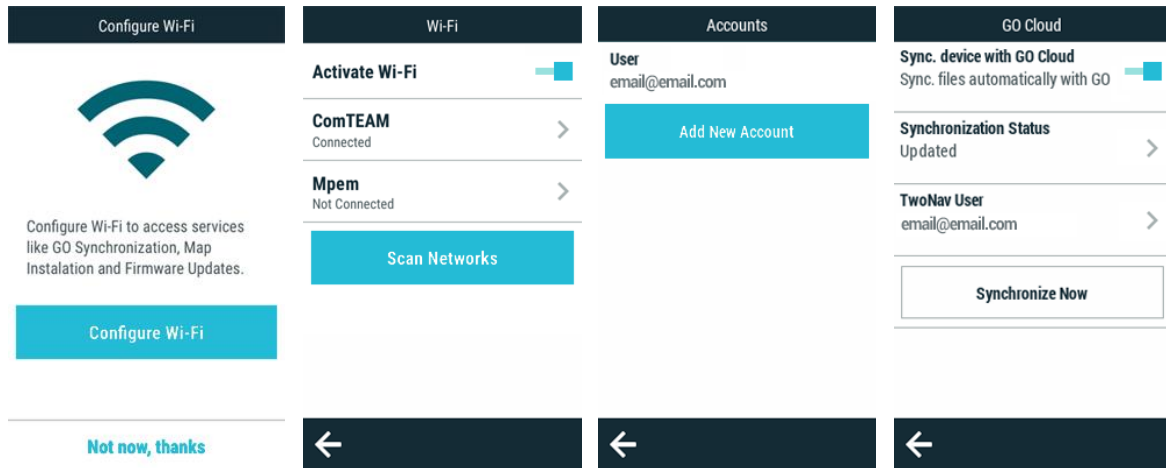 Configure Wi-Fi
Configure Wi-Fi to access services
like GO Synchronization, Map
Instalation and Firmware Updates.
Configure Wi-Fi
Not now, thanks
Wi-Fi
Activate Wi-Fi
ComTEAM
Connected
Mpem
Not Connected
Scan Networks
Accounts
User
email@email.com
Add New Account
GO Cloud
Sync. device with GO Cloud
Sync. files automatically with GO
Synchronization Status
Updated
TwoNav User
email@email.com
Synchronize Now